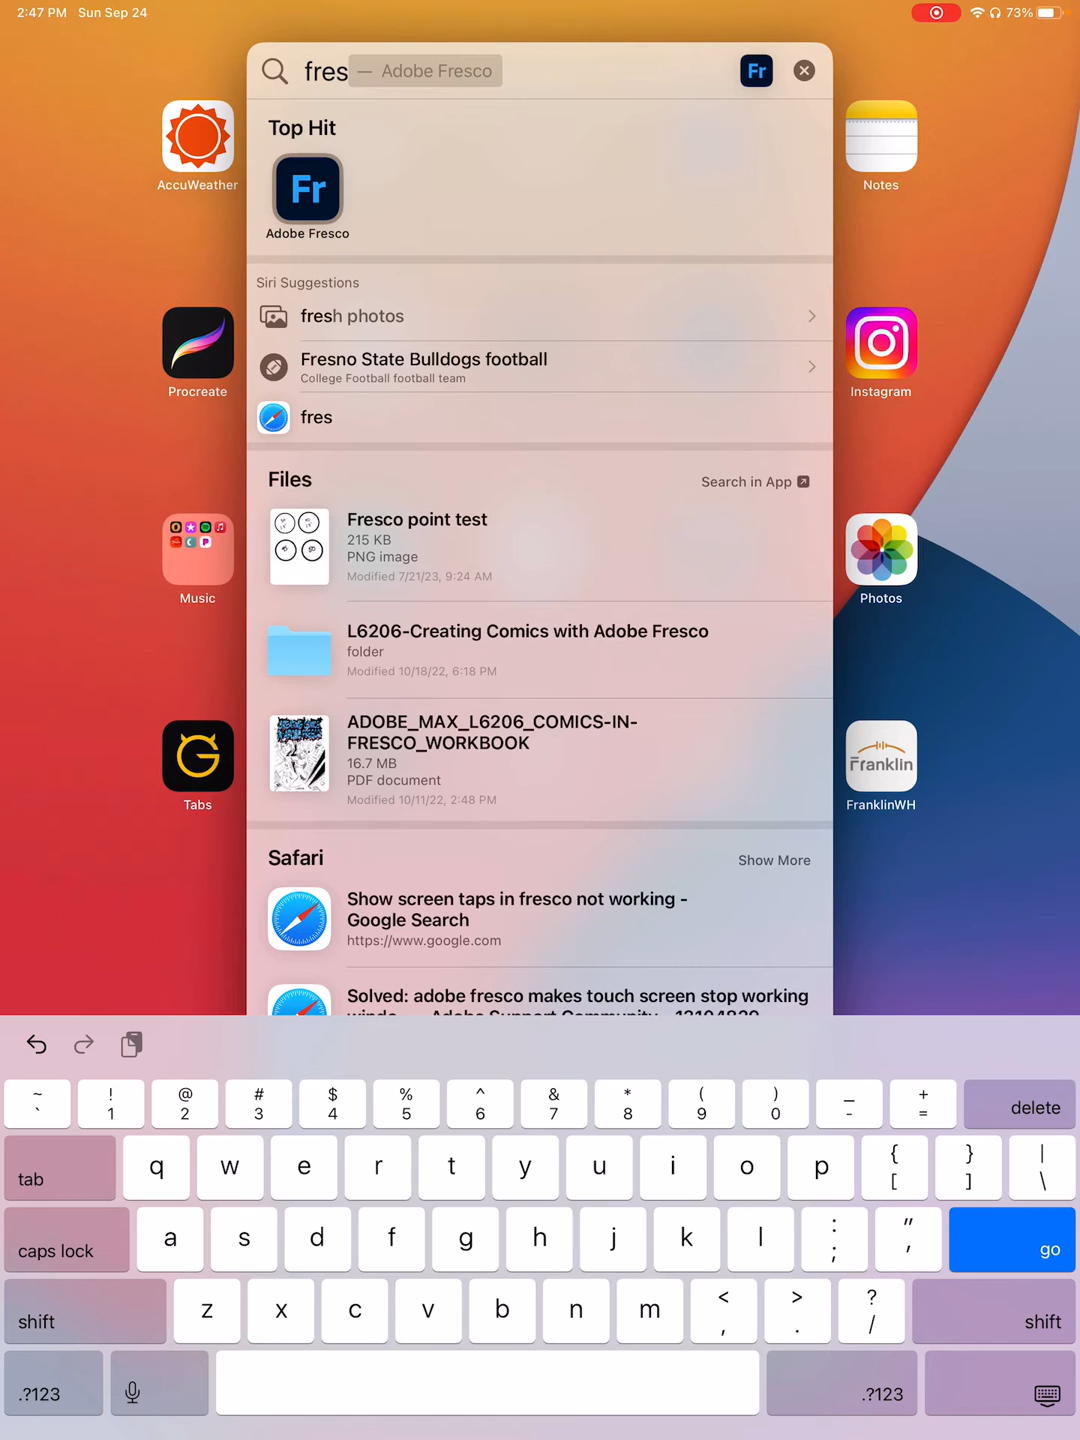 2:47 PM Sun Sep 24
73%
fres — Adobe Fresco
Fr
Top Hit
Fr
Adobe Fresco
Siri Suggestions
fresh photos
Fresno State Bulldogs football
College Football football team
fres
Files
Search in App
Fresco point test
215 KB
PNG image
Modified 7/21/23, 9:24 AM
L6206-Creating Comics with Adobe Fresco
folder
Modified 10/18/22, 6:18 PM
ADOBE_MAX_L6206_COMICS-IN-
FRESCO_WORKBOOK
16.7 MB
PDF document
Modified 10/11/22, 2:48 PM
Safari
Show More
Show screen taps in fresco not working -
Google Search
https://www.google.com
Solved: adobe fresco makes touch screen stop working
AccuWeather
Procreate
Music
G
Tabs
Notes
Instagram
Photos
Franklin
FranklinWH
~ ! @ # $ % ^ & * ( ) _ +
` 1 2 3 4 5 6 7 8 9 0 - = delete
tab q w e r t y u i o p { [ } ] | \
caps lock a s d f g h j k l : ; " ' go
shift z x c v b n m < , > . ? / shift
.?123 .?123